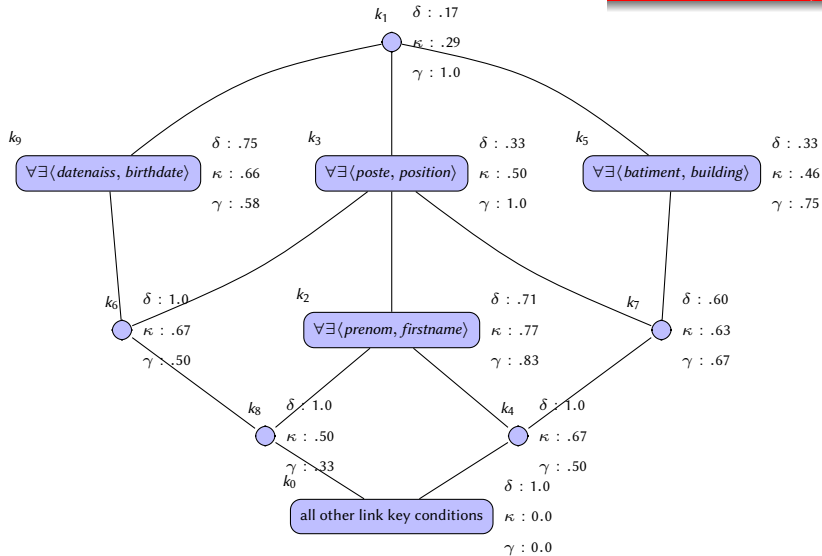 k₁
δ : .17
κ : .29
γ : 1.0
k₉
∀∃⟨datenaiss, birthdate⟩
δ : .75
κ : .66
γ : .58
k₃
∀∃⟨poste, position⟩
δ : .33
κ : .50
γ : 1.0
k₅
∀∃⟨batiment, building⟩
δ : .33
κ : .46
γ : .75
k₆
δ : 1.0
κ : .67
γ : .50
k₂
∀∃⟨prenom, firstname⟩
δ : .71
κ : .77
γ : .83
k₇
δ : .60
κ : .63
γ : .67
k₈
δ : 1.0
κ : .50
γ : .33
k₄
δ : 1.0
κ : .67
γ : .50
k₀
all other link key conditions
δ : 1.0
κ : 0.0
γ : 0.0